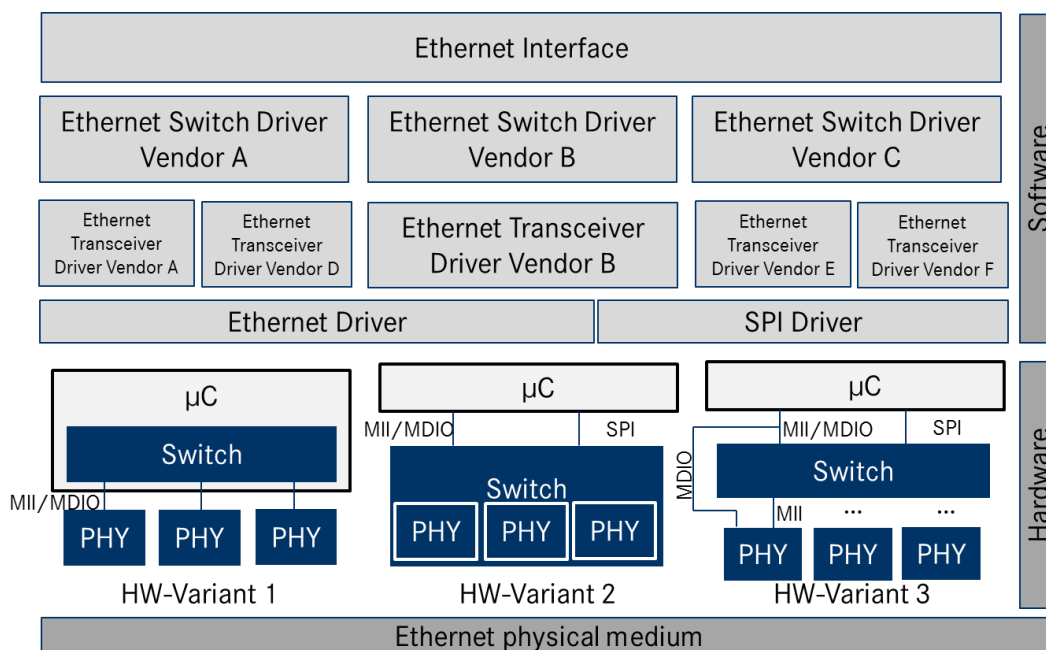 Ethernet Interface
Software
Ethernet Switch Driver
Vendor A
Ethernet Switch Driver
Vendor B
Ethernet Switch Driver
Vendor C
Ethernet
Transceiver
Driver Vendor A
Ethernet
Transceiver
Driver Vendor D
Ethernet Transceiver
Driver Vendor B
Ethernet
Transceiver
Driver Vendor E
Ethernet
Transceiver
Driver Vendor F
Ethernet Driver
SPI Driver
Hardware
µC
Switch
MII/MDIO
PHY
PHY
PHY
HW-Variant 1
µC
MII/MDIO
SPI
Switch
PHY
PHY
PHY
HW-Variant 2
µC
MII/MDIO
SPI
MDIO
Switch
MII
...
...
PHY
PHY
PHY
HW-Variant 3
Ethernet physical medium